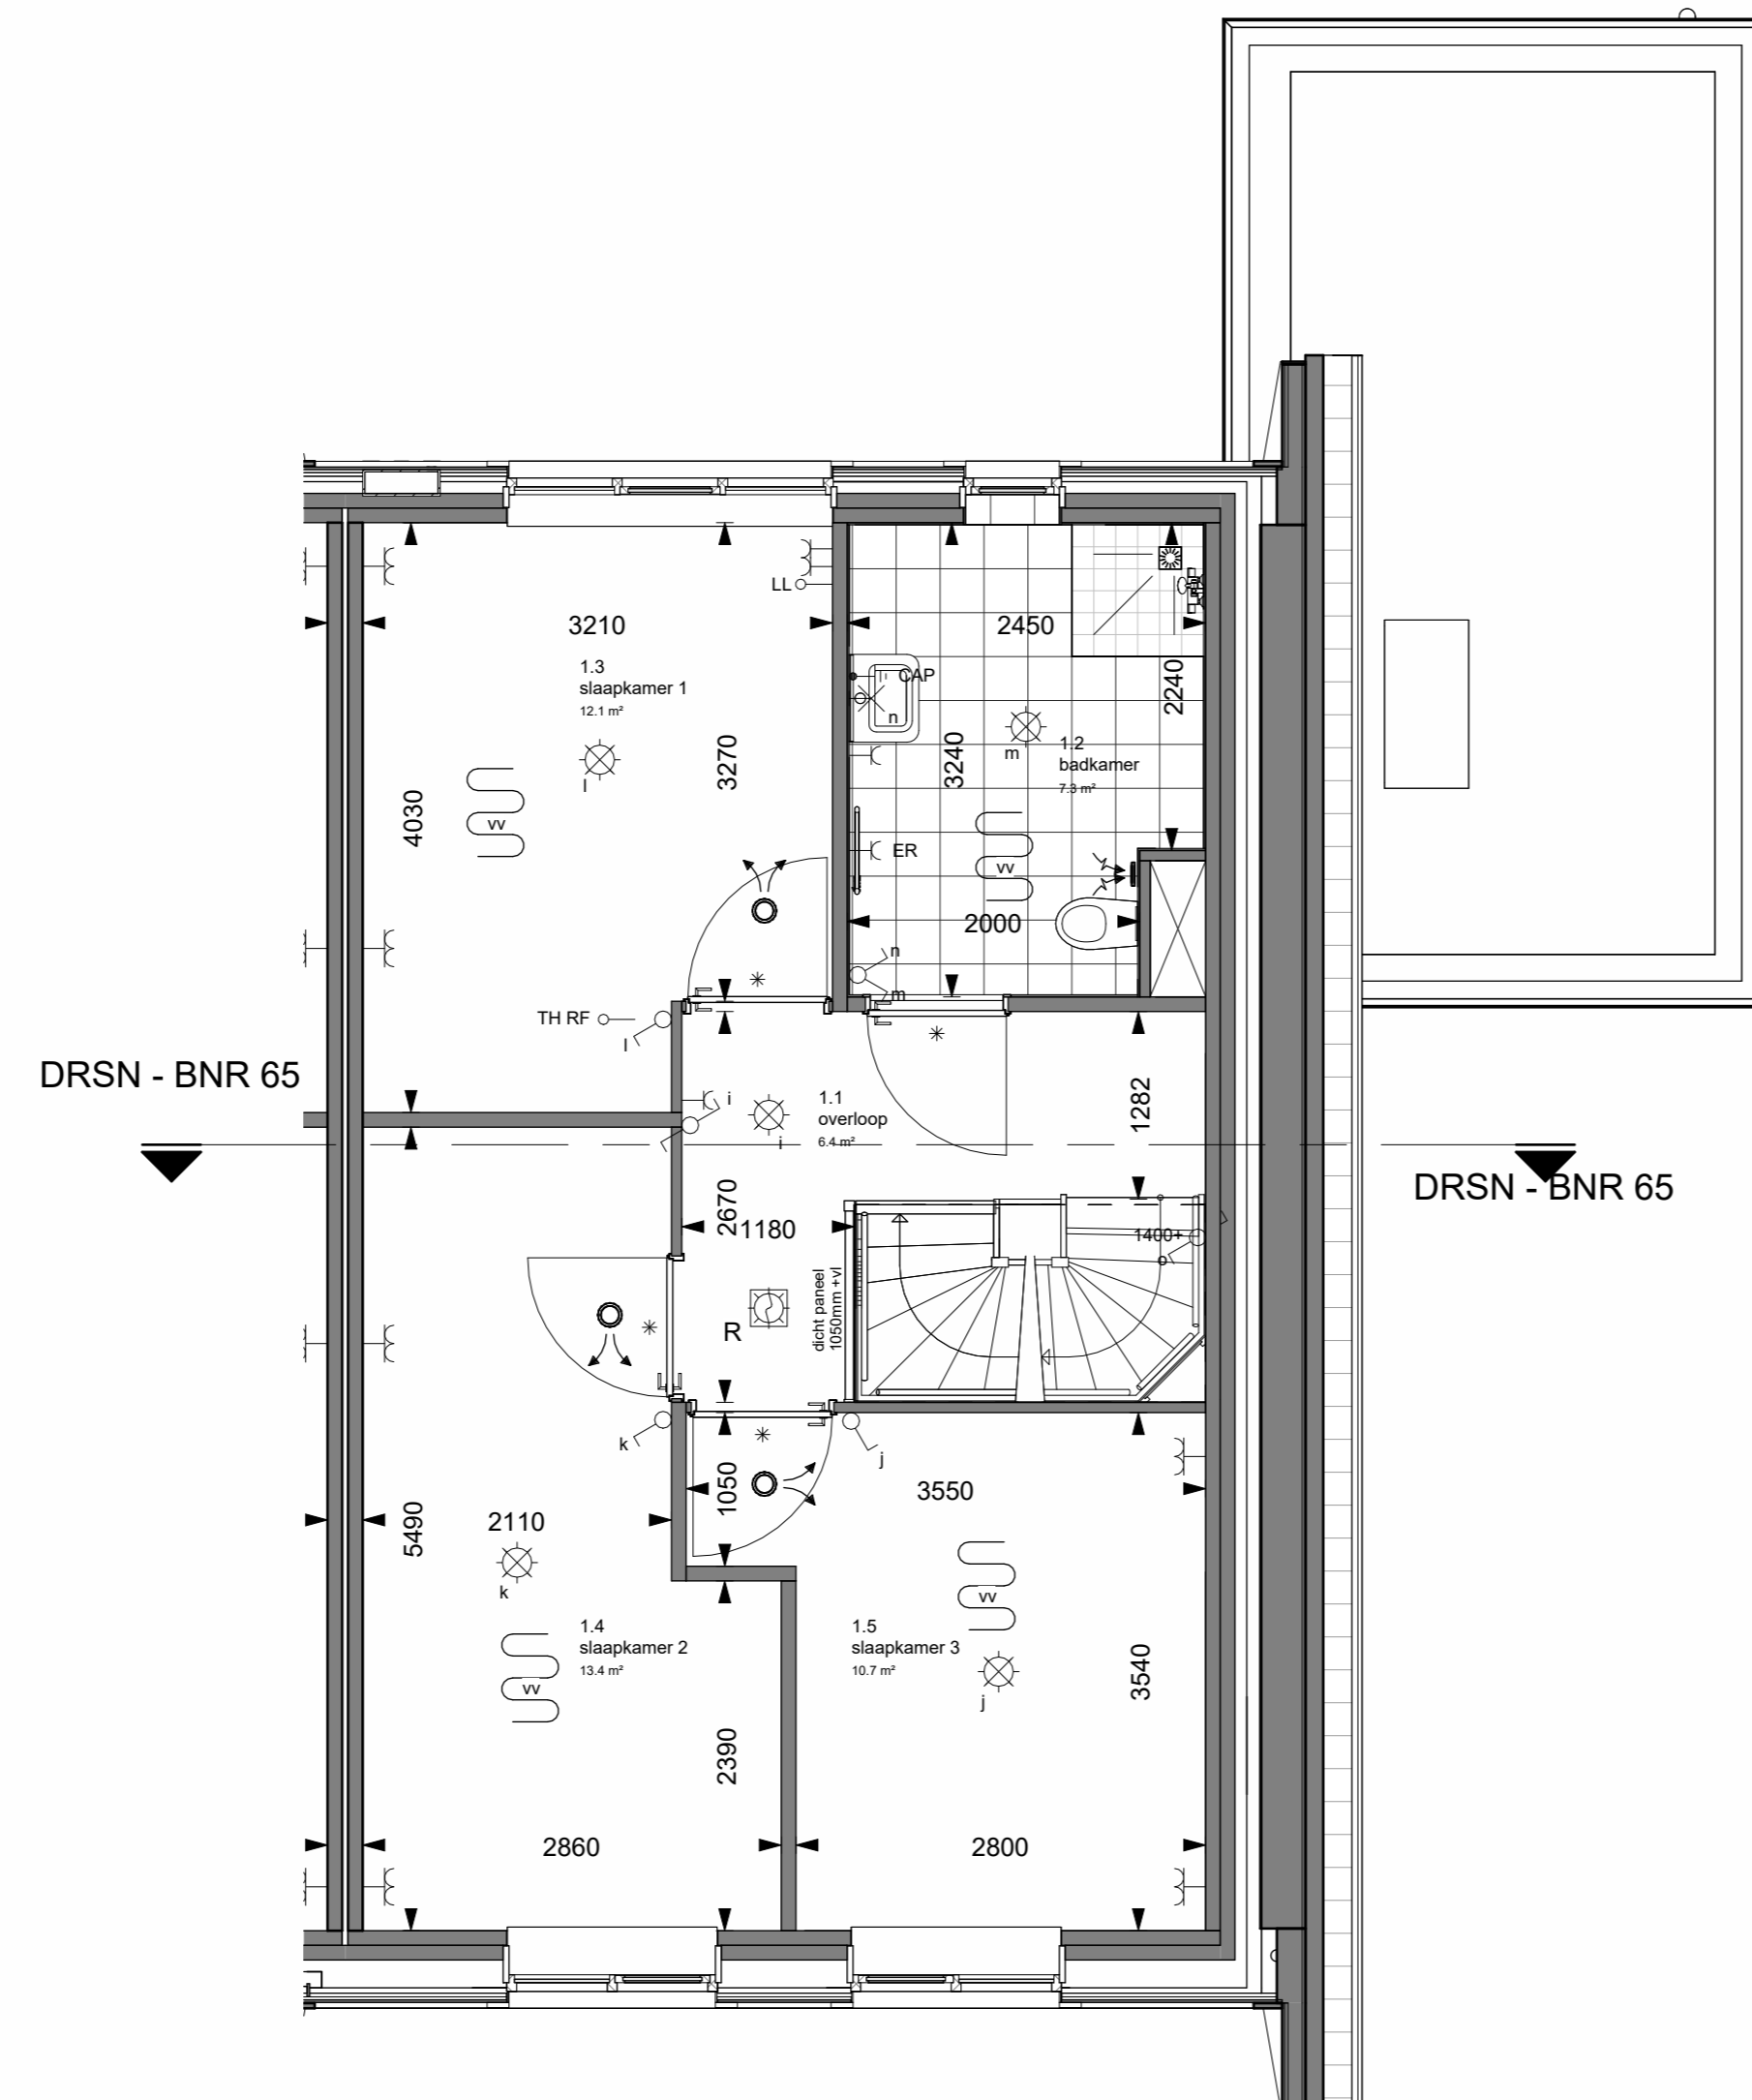 LL
3210
2450
1.3
slaapkamer 1
12.1 m²
CAP
n
2240
l
vv
4030
3270
3240
m
1.2
badkamer
7.3 m²
ER
vv
2000
n
m
TH RF
l
DRSN - BNR 65
i
i
1.1
overloop
6.4 m²
1282
DRSN - BNR 65
2670
1180
1400+
R
dicht paneel
1050mm +vl
k
j
1050
3550
5490
2110
k
vv
1.4
slaapkamer 2
13.4 m²
vv
1.5
slaapkamer 3
10.7 m²
j
3540
2390
2860
2800